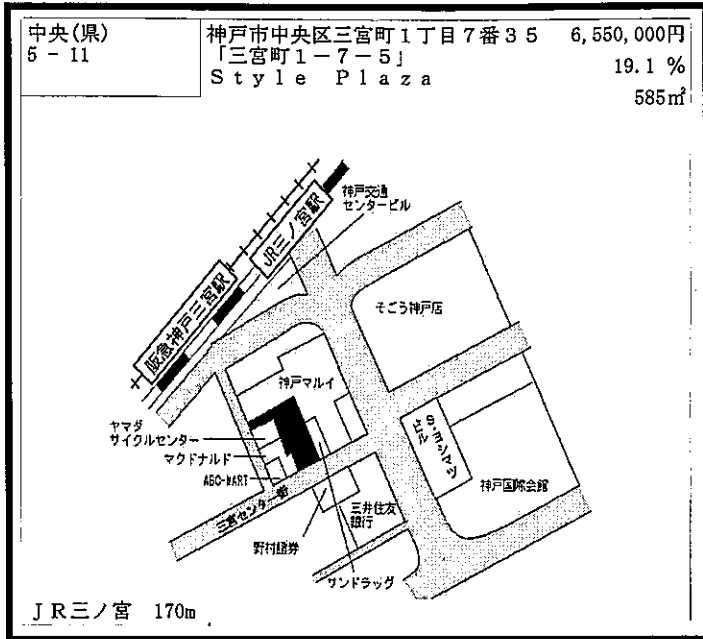 中央(県)
5 - 11
神戸市中央区三宮町1丁目7番35
「三宮町1-7-5」
Style Plaza
6,550,000円
19.1 %
585㎡
神戸交通
センタービル
JR三ノ宮駅
阪急神戸三宮駅
そごう神戸店
神戸マルイ
ヤマダ
サイクルセンター
マクドナルド
ABC-MART
三宮センター街
野村證券
三井住友
銀行
サンドラッグ
神戸国際会館
JR三ノ宮 170m